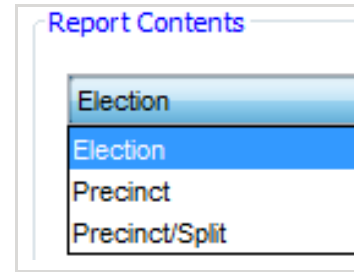 Report Contents
Election
Election
Precinct
Precinct/Split